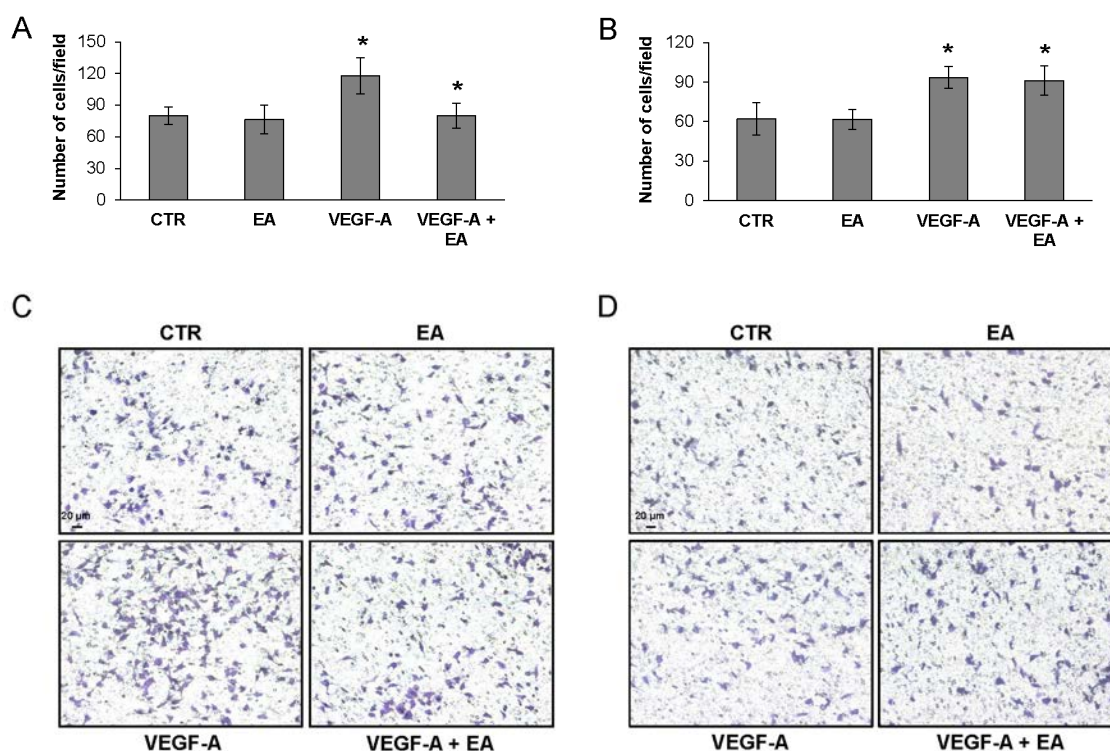 A
Number of cells/field
150
120
90
60
30
0
*
*
CTR
EA
VEGF-A
VEGF-A +
EA
B
Number of cells/field
120
90
60
30
0
*
*
CTR
EA
VEGF-A
VEGF-A +
EA
C
CTR
EA
20 µm
VEGF-A
VEGF-A + EA
D
CTR
EA
20 µm
VEGF-A
VEGF-A + EA